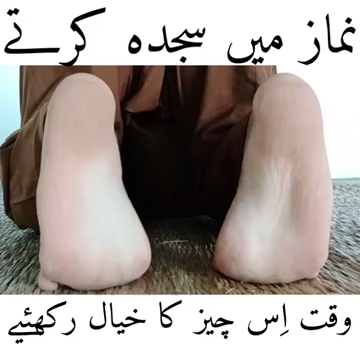 نماز میں سجدہ کرتے
وقت اِس چیز کا خیال رکھئیے